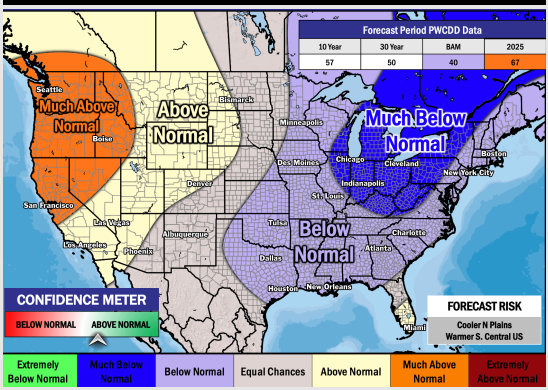 Forecast Period PWCDD Data
10 Year 30 Year BAM 2025
57 50 40 67
Seattle
Much Above
Normal
Boise
Above
Normal
Bismarck
Minneapolis
Much Below
Normal
Chicago
Cleveland
Boston
New York City
Des Moines
Indianapolis
San Francisco
Denver
St. Louis
Las Vegas
Los Angeles
Phoenix
Albuquerque
Tulsa
Below
Normal
Charlotte
Atlanta
Dallas
Houston
New Orleans
Miami
CONFIDENCE METER
BELOW NORMAL ABOVE NORMAL
FORECAST RISK
Cooler N Plains
Warmer S. Central US
Extremely
Below Normal
Much Below
Normal
Below Normal
Equal Chances
Above Normal
Much Above
Normal
Extremely
Above Normal